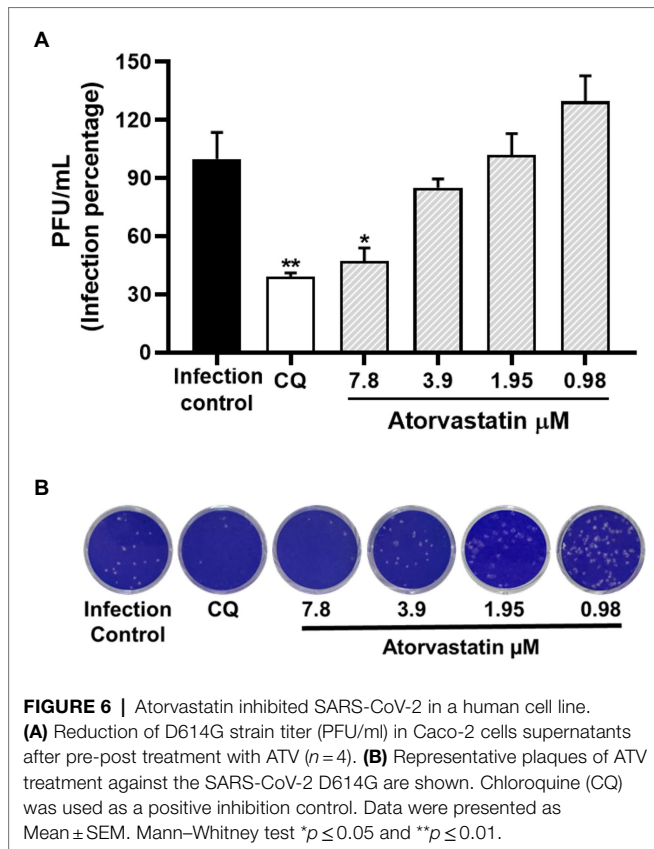 A
150
120
90
60
30
0
PFU/mL
(Infection percentage)
**
*
Infection control
CQ
7.8
3.9
1.95
0.98
Atorvastatin μM
B
Infection Control
CQ
7.8
3.9
1.95
0.98
Atorvastatin μM
FIGURE 6 | Atorvastatin inhibited SARS-CoV-2 in a human cell line.
(A) Reduction of D614G strain titer (PFU/ml) in Caco-2 cells supernatants
after pre-post treatment with ATV (n = 4). (B) Representative plaques of ATV
treatment against the SARS-CoV-2 D614G are shown. Chloroquine (CQ)
was used as a positive inhibition control. Data were presented as
Mean ± SEM. Mann–Whitney test *p ≤ 0.05 and **p ≤ 0.01.